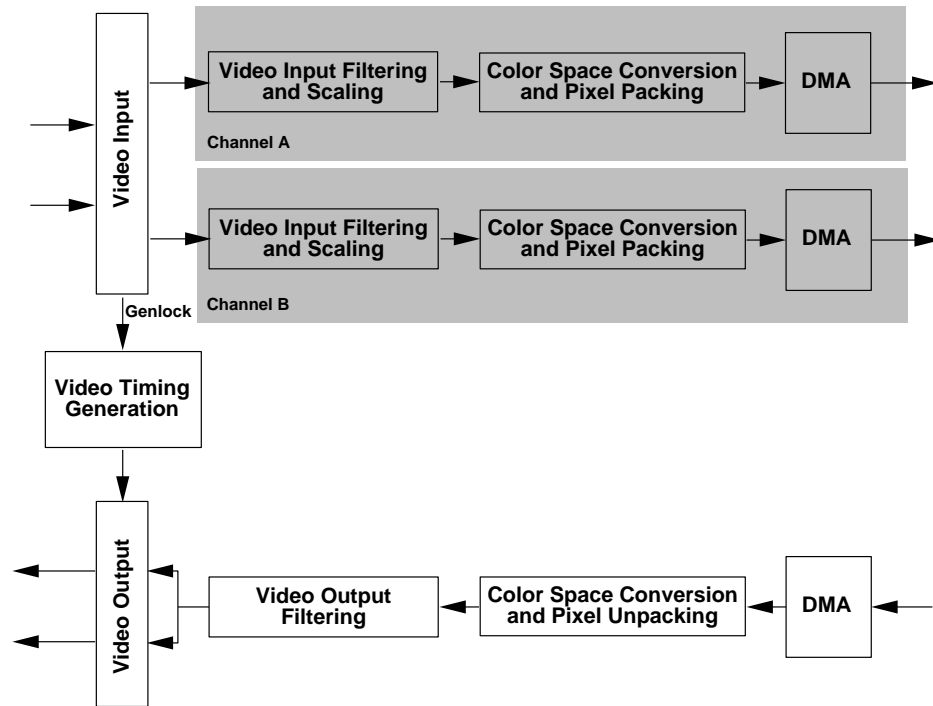 Video Input
Video Input Filtering
and Scaling
Color Space Conversion
and Pixel Packing
DMA
Channel A
Video Input Filtering
and Scaling
Color Space Conversion
and Pixel Packing
DMA
Channel B
Genlock
Video Timing
Generation
Video Output
Video Output
Filtering
Color Space Conversion
and Pixel Unpacking
DMA